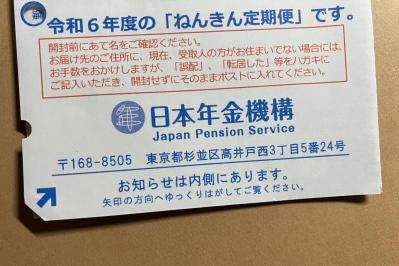 令和6年度の「ねんきん定期便」です。
開封前にあて名をご確認ください。
お届け先のご住所に、現在、受取人の方がお住まいでない場合には、
お手数をおかけしますが、「誤配」、「転居した」等をハガキに
ご記入いただき、開封せずにそのままポストに入れてください。
日本年金機構
Japan Pension Service
〒168-8505 東京都杉並区高井戸西3丁目5番24号
お知らせは内側にあります。
矢印の方向へゆっくりはがしてご覧ください。